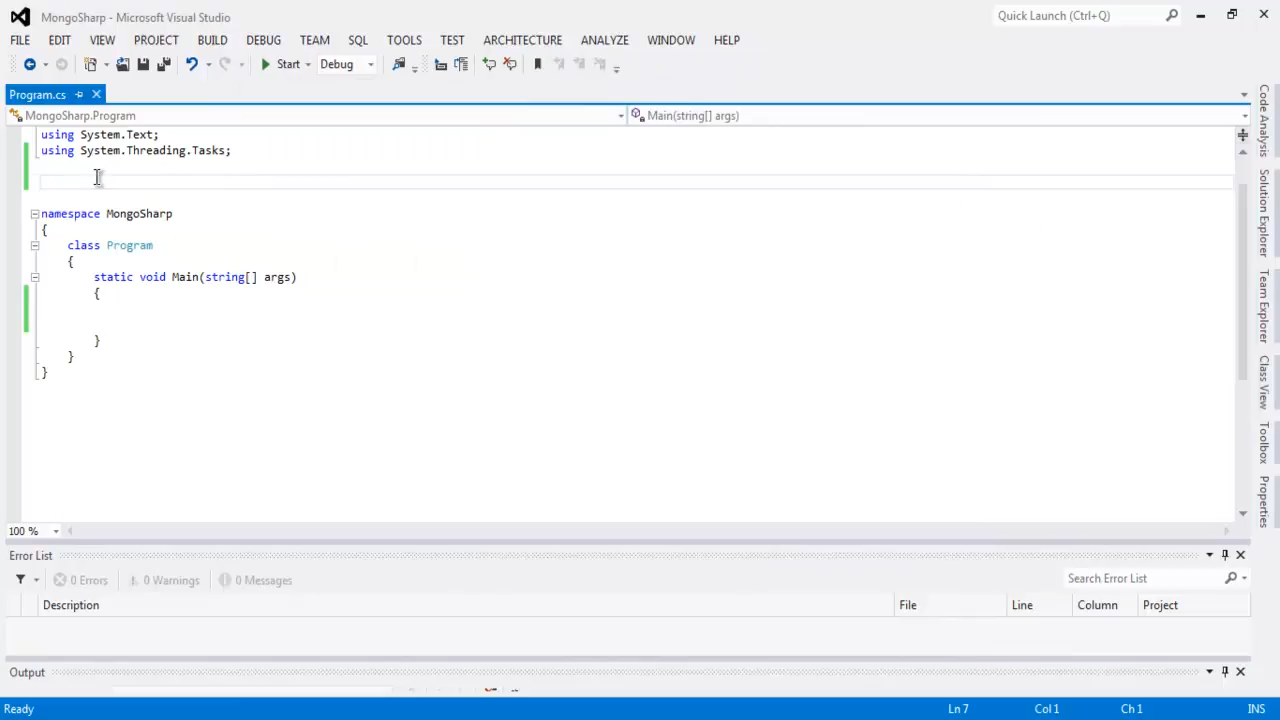 MongoSharp - Microsoft Visual Studio
Quick Launch (Ctrl+Q)
FILE EDIT VIEW PROJECT BUILD DEBUG TEAM SQL TOOLS TEST ARCHITECTURE ANALYZE WINDOW HELP
Start Debug
Program.cs
MongoSharp.Program Main(string[] args)
using System.Text;
using System.Threading.Tasks;
namespace MongoSharp
{
class Program
{
static void Main(string[] args)
{
}
}
}
100 %
Error List
0 Errors 0 Warnings 0 Messages Search Error List
Description File Line Column Project
Output
Ready Ln 7 Col 1 Ch 1 INS
Code Analysis
Solution Explorer
Team Explorer
Class View
Toolbox
Properties